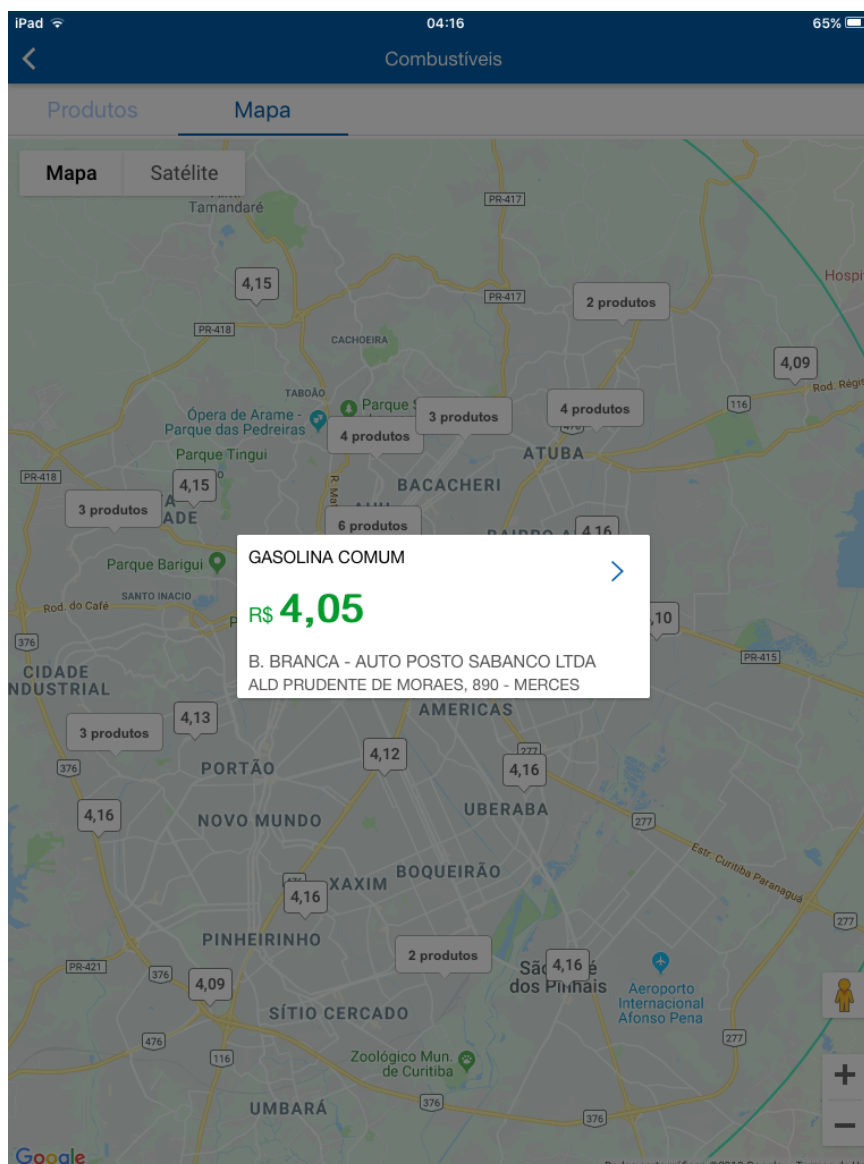 iPad
04:16
65%
Combustíveis
Produtos
Mapa
Mapa
Satélite
Tamandaré
PR-417
Hospi
4,15
PR-417
2 produtos
PR-418
CACHOEIRA
4,09
Rod. Régis
TABOÃO
Parque
Ópera de Arame -
Parque das Pedreiras
3 produtos
4 produtos
116
4 produtos
Parque Tingui
ATUBA
PR-418
4,15
BACACHERI
3 produtos
ADE
6 produtos
4,16
Parque Barigui
GASOLINA COMUM
SANTO INACIO
Rod. do Café
R$ 4,05
,10
376
B. BRANCA - AUTO POSTO SABANCO LTDA
PR-415
CIDADE
NDUSTRIAL
ALD PRUDENTE DE MORAES, 890 - MERCES
AMERICAS
4,13
3 produtos
4,12
277
376
PORTÃO
4,16
4,16
NOVO MUNDO
UBERABA
277
Estr. Curitiba Paranaguá
BOQUEIRÃO
XAXIM
4,16
277
PINHEIRINHO
2 produtos
PR-421
376
4,09
4,16
dos Pinhais
Aeroporto
Internacional
Afonso Pena
SÍTIO CERCADO
476
277
116
Zoológico Mun.
de Curitiba
376
UMBARÁ
376
Google